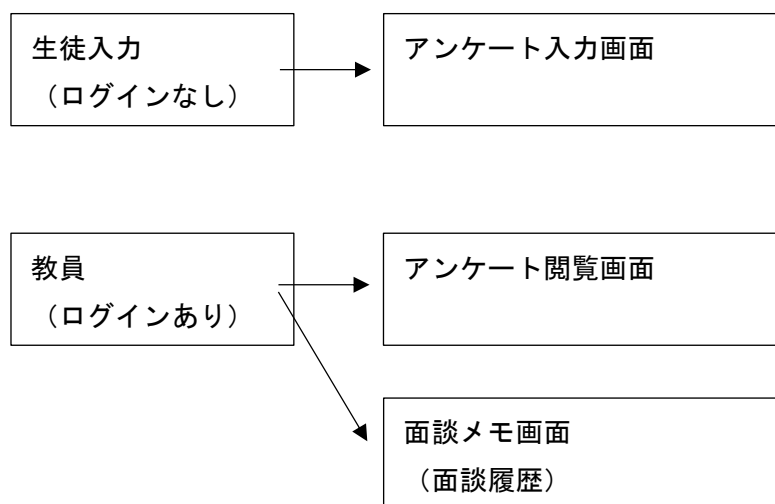 生徒入力
（ログインなし）
アンケート入力画面
教員
（ログインあり）
アンケート閲覧画面
面談メモ画面
（面談履歴）